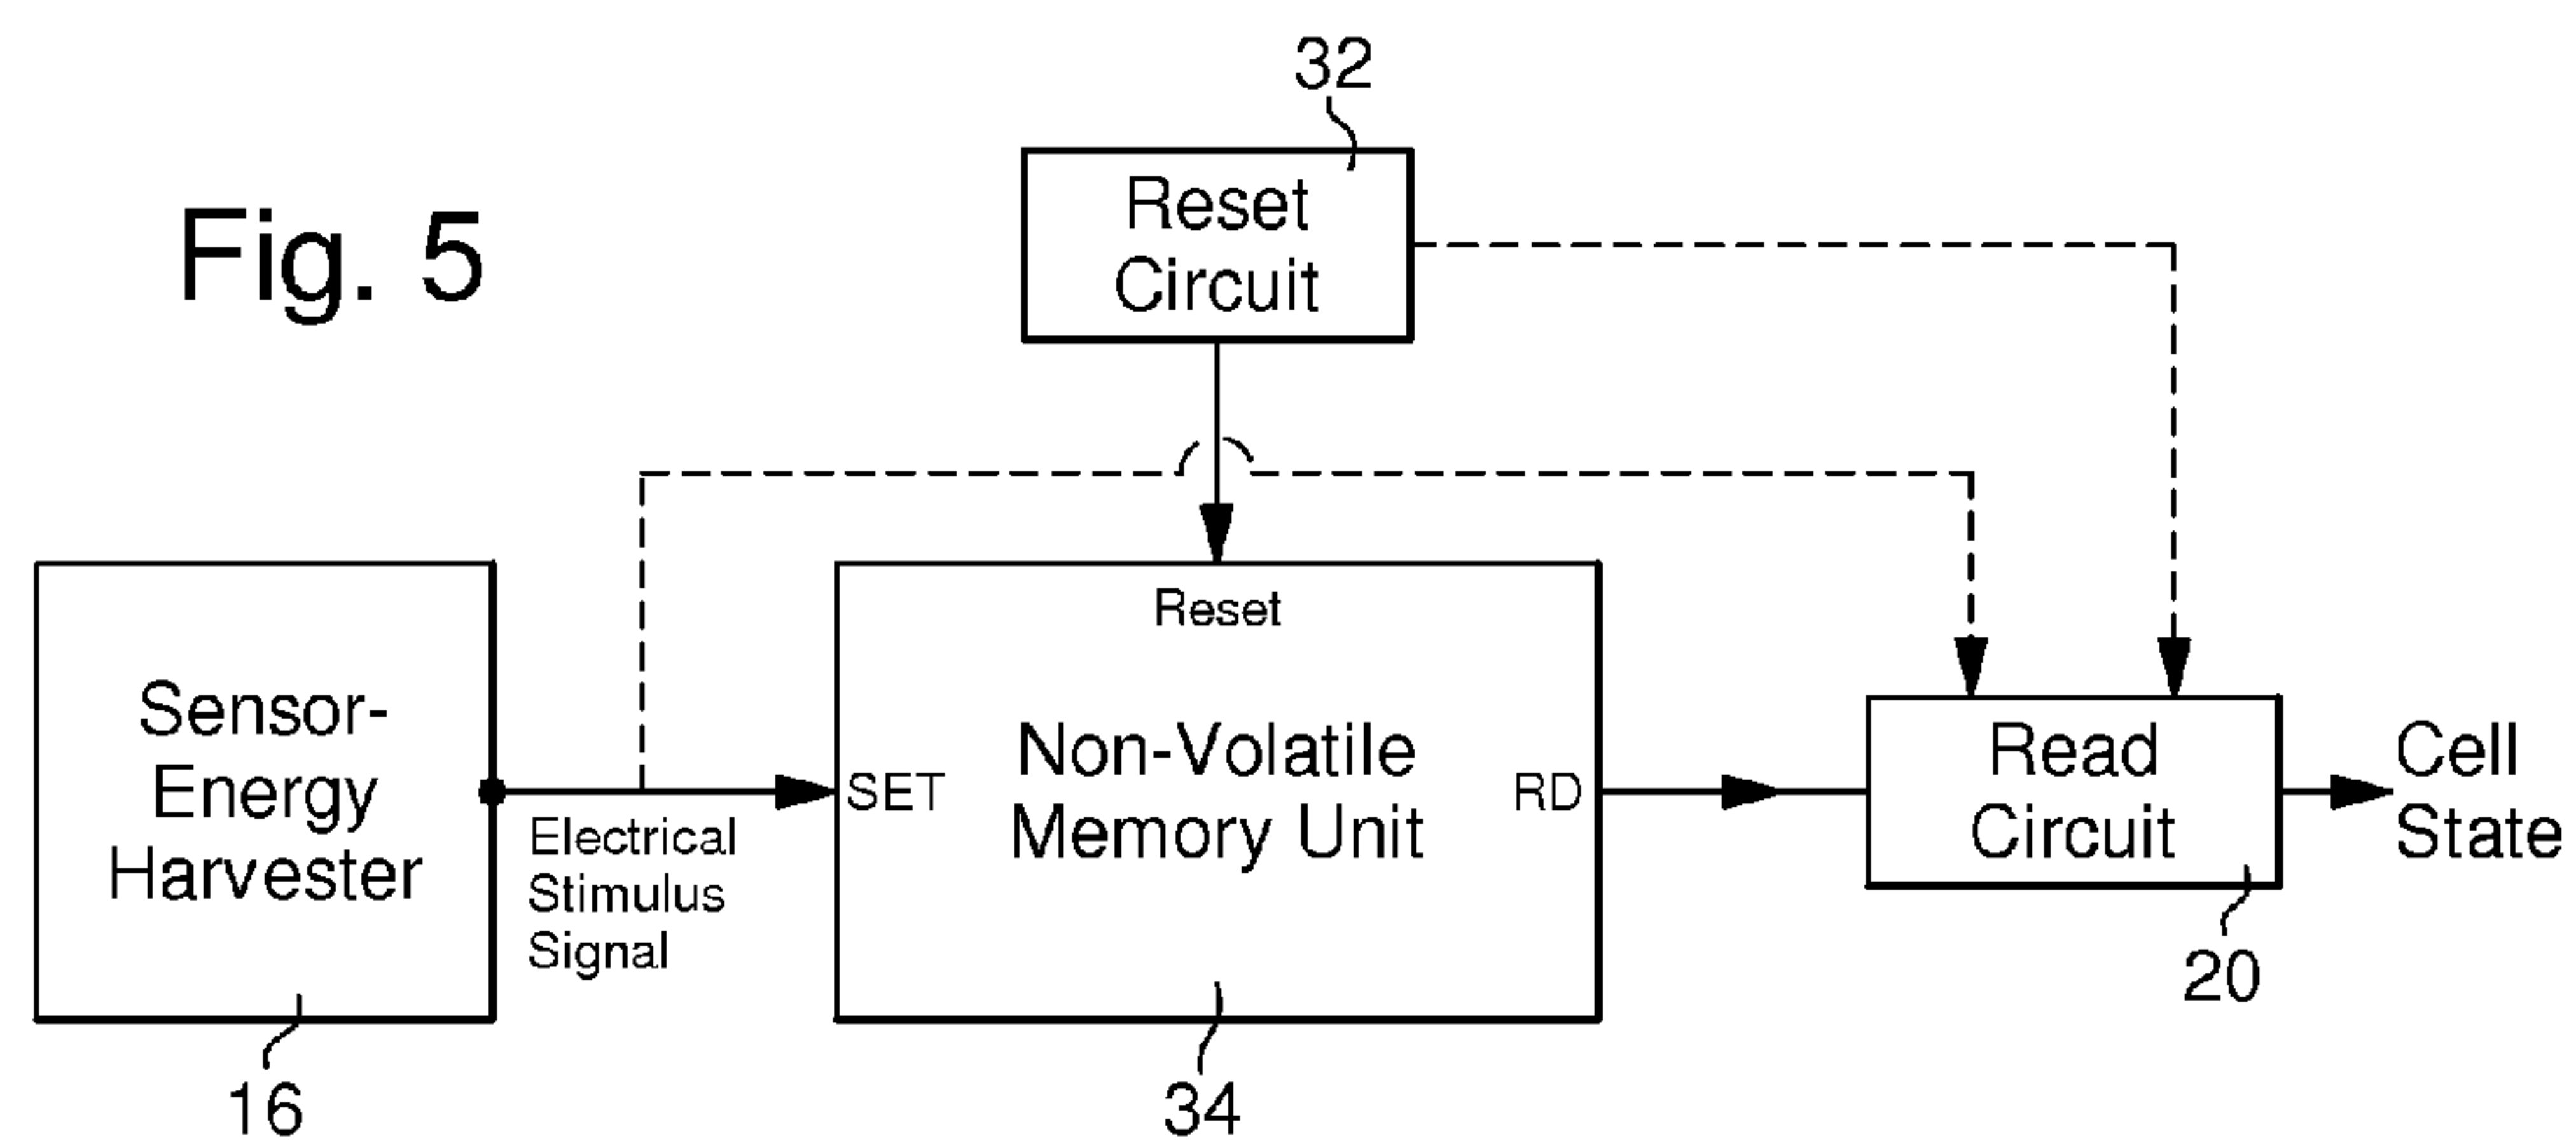 Fig. 5
32
Reset
Circuit
Sensor-
Energy
Harvester
16
Electrical
Stimulus
Signal
Reset
SET
Non-Volatile
Memory Unit
RD
34
Read
Circuit
20
Cell
State